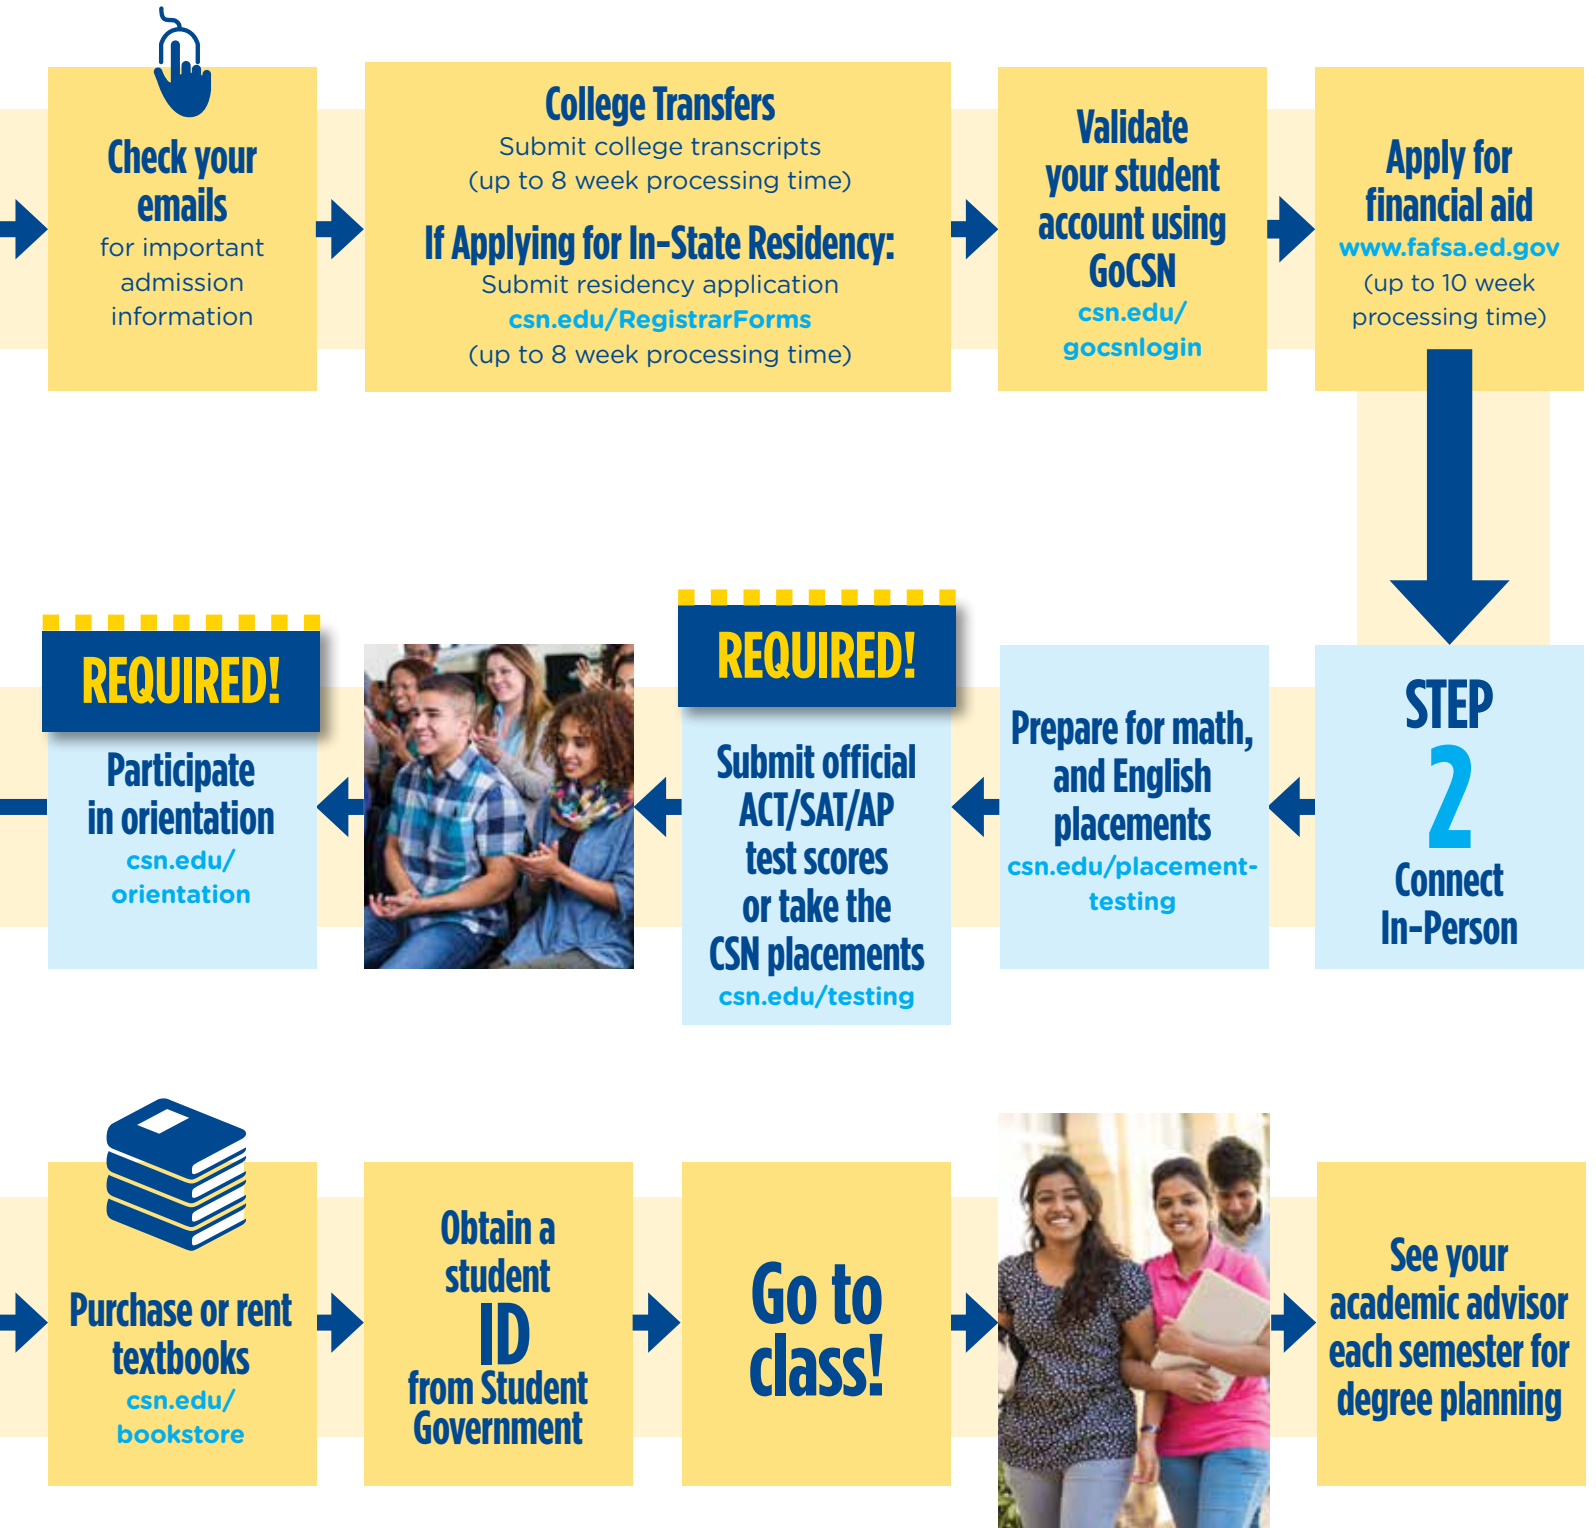 Check your
emails
for important
admission
information
College Transfers
Submit college transcripts
(up to 8 week processing time)
If Applying for In-State Residency:
Submit residency application
csn.edu/RegistrarForms
(up to 8 week processing time)
Validate
your student
account using
GoCSN
csn.edu/
gocsnlogin
Apply for
financial aid
www.fafsa.ed.gov
(up to 10 week
processing time)
STEP
2
Connect
In-Person
Prepare for math,
and English
placements
csn.edu/placement-
testing
REQUIRED!
Submit official
ACT/SAT/AP
test scores
or take the
CSN placements
csn.edu/testing
REQUIRED!
Participate
in orientation
csn.edu/
orientation
Purchase or rent
textbooks
csn.edu/
bookstore
Obtain a
student
ID
from Student
Government
Go to
class!
See your
academic advisor
each semester for
degree planning